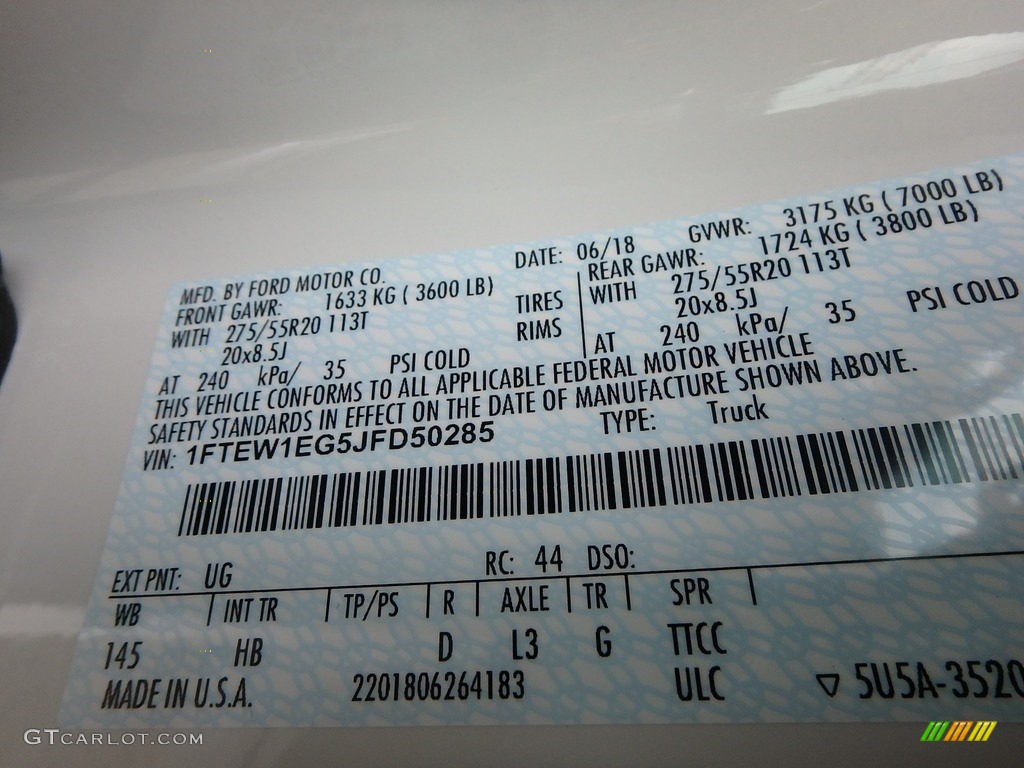 MFD. BY FORD MOTOR CO. DATE: 06/18 GVWR: 3175 KG ( 7000 LB)
FRONT GAWR: 1633 KG ( 3600 LB) REAR GAWR: 1724 KG ( 3800 LB)
WITH 275/55R20 113T TIRES WITH 275/55R20 113T
20x8.5J RIMS 20x8.5J
AT 240 kPa/ 35 PSI COLD AT 240 kPa/ 35 PSI COLD
THIS VEHICLE CONFORMS TO ALL APPLICABLE FEDERAL MOTOR VEHICLE
SAFETY STANDARDS IN EFFECT ON THE DATE OF MANUFACTURE SHOWN ABOVE.
VIN: 1FTEW1EG5JFD50285 TYPE: Truck
EXT PNT: UG RC: 44 DSO:
WB INT TR TP/PS R AXLE TR SPR
145 HB D L3 G TTCC
MADE IN U.S.A. 2201806264183 ULC ▽ 5U5A-3520
GTCARLOT.COM